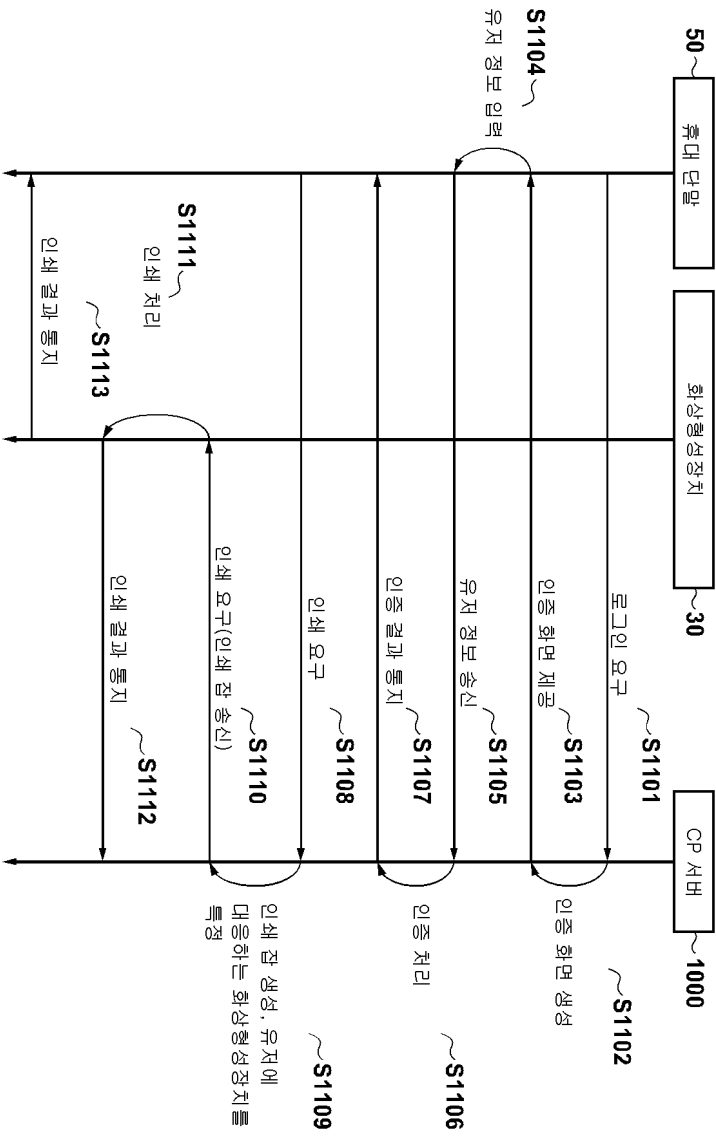 50
휴대 단말
화상형성장치
30
CP 서버
1000
S1101
로그인 요구
S1102
인증 화면 생성
S1103
인증 화면 제공
S1104
유저 정보 입력
S1105
유저 정보 송신
S1106
인증 처리
S1107
인증 결과 통지
S1108
인쇄 요구
S1109
인쇄 잡 생성, 유저에
대응하는 화상형성장치를
특정
S1110
인쇄 요구(인쇄 잡 송신)
S1111
인쇄 처리
S1112
인쇄 결과 통지
S1113
인쇄 결과 통지